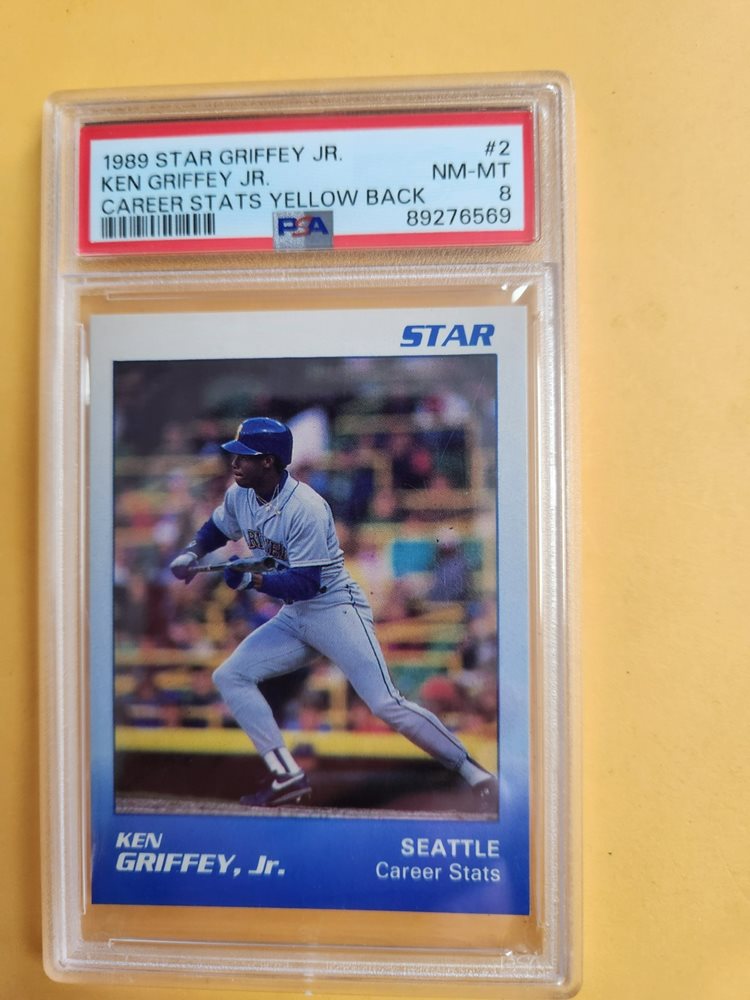 1989 STAR GRIFFEY JR. #2
KEN GRIFFEY JR. NM-MT
CAREER STATS YELLOW BACK 8
PSA 89276569
STAR
KEN
GRIFFEY, Jr.
SEATTLE
Career Stats